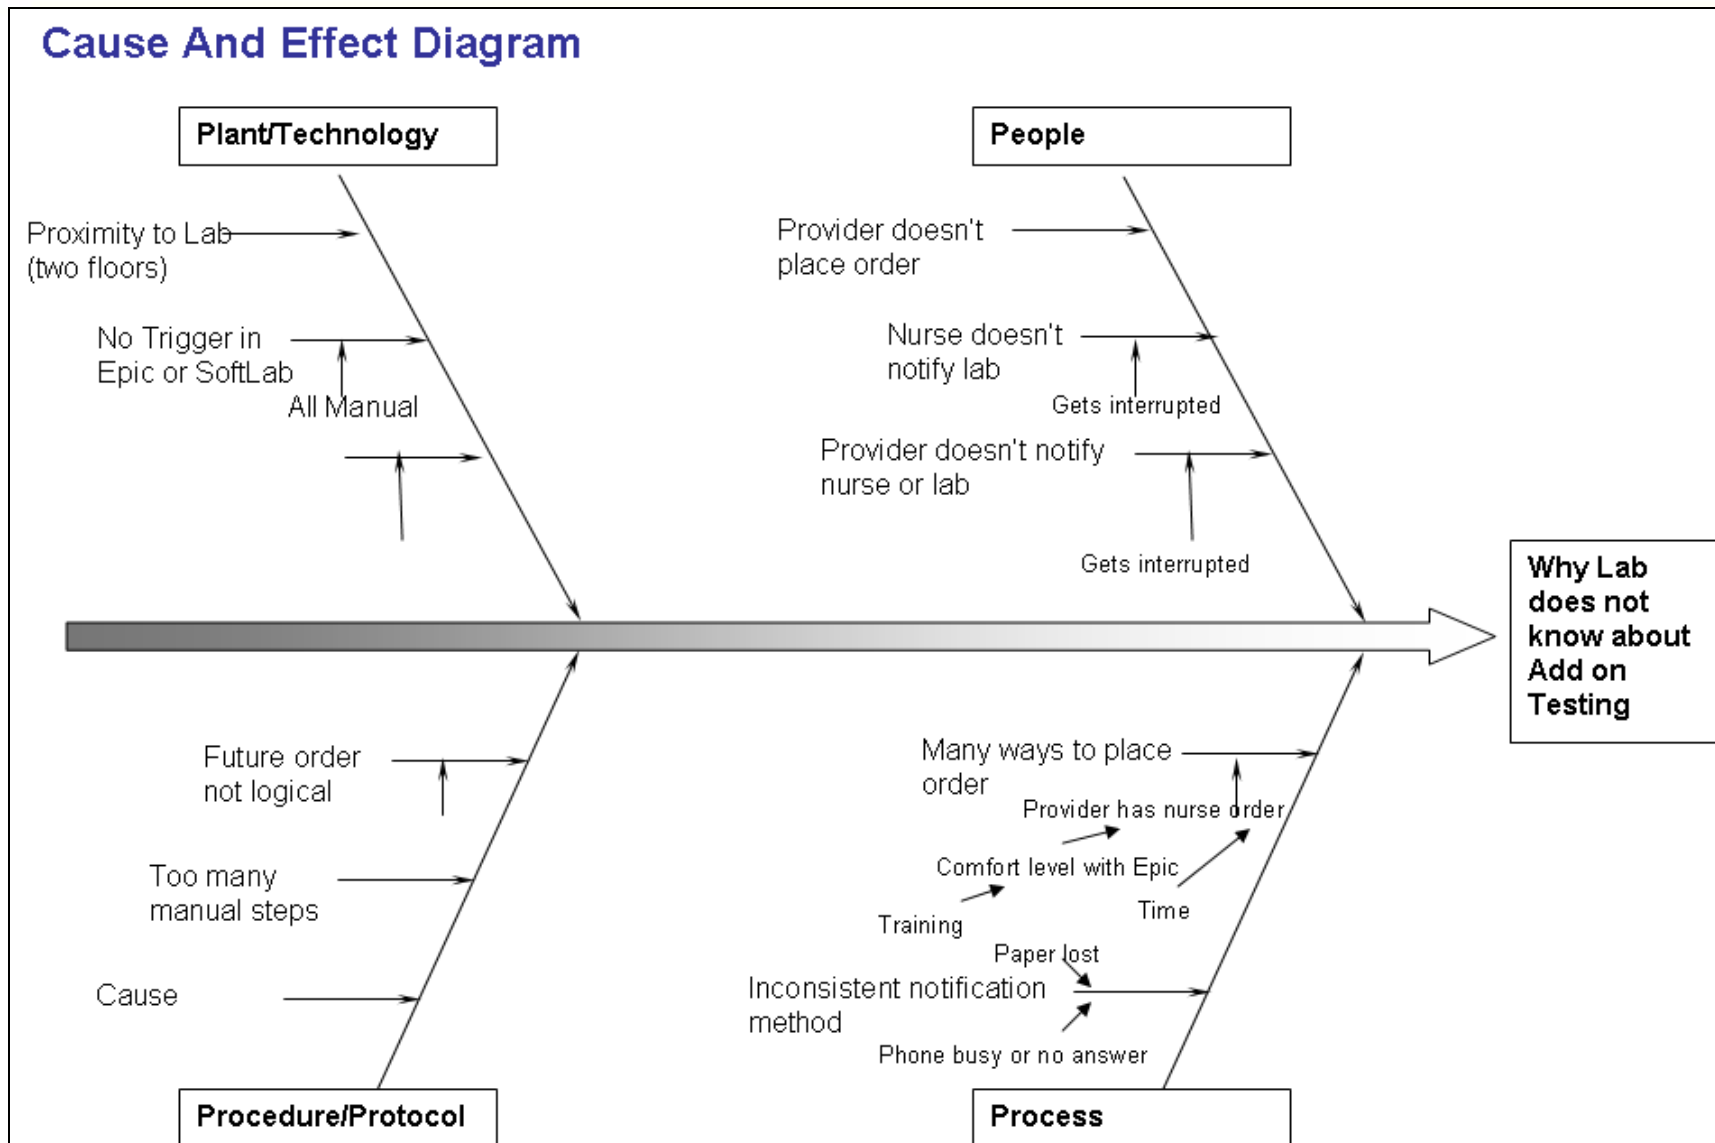 Cause And Effect Diagram
Plant/Technology
People
Proximity to Lab
(two floors)
Provider doesn't
place order
No Trigger in
Epic or SoftLab
All Manual
Nurse doesn't
notify lab
Gets interrupted
Provider doesn't notify
nurse or lab
Gets interrupted
Why Lab
does not
know about
Add on
Testing
Future order
not logical
Too many
manual steps
Cause
Many ways to place
order
Provider has nurse order
Comfort level with Epic
Time
Training
Paper lost
Inconsistent notification
method
Phone busy or no answer
Procedure/Protocol
Process